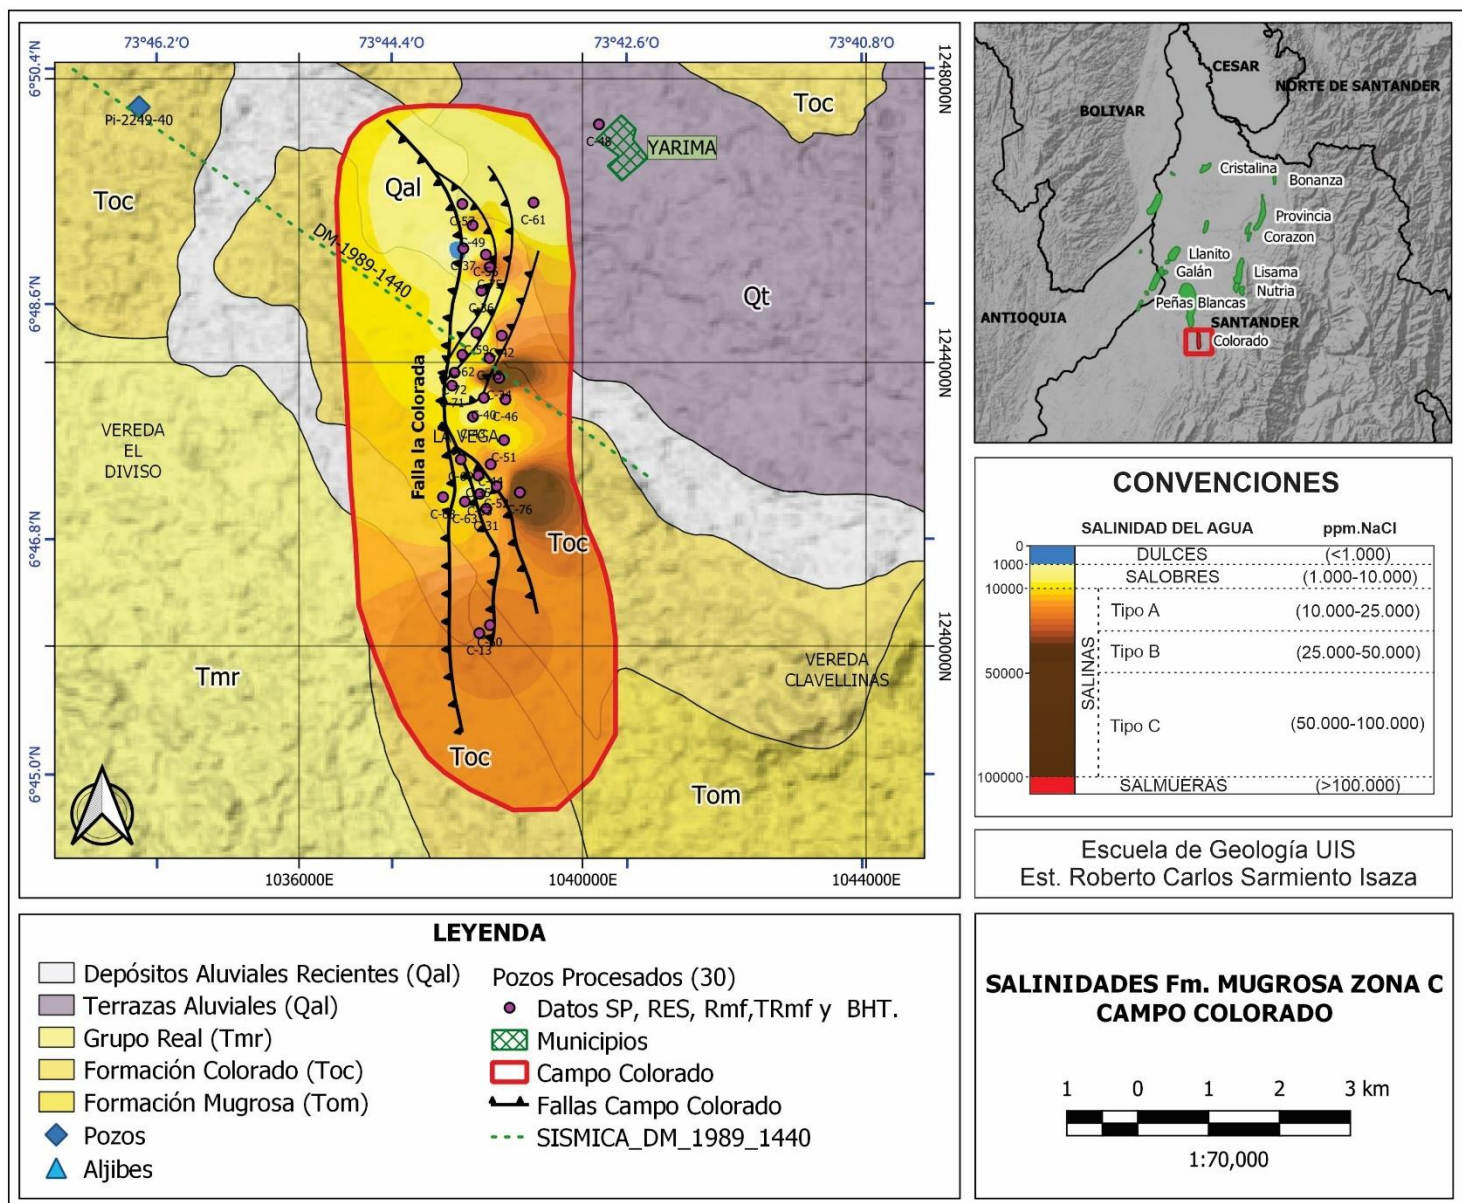 73°46.2'O
73°44.4'O
73°42.6'O
73°40.8'O
6°50.4'N
6°48.6'N
6°46.8'N
6°45.0'N
1248000N
1244000N
1240000N
1036000E
1040000E
1044000E
Pi-2249-40
Toc
Toc
Qal
C-48
YARIMA
C-57
C-61
C-49
C-37
DM-1989-1440
Qt
C-36
C-59
C-42
C-46
C-40
LA VEGA
C-51
C-76
C-63
C-31
Falla la Colorada
VEREDA
EL
DIVISO
Toc
C-13
Tmr
VEREDA
CLAVELLINAS
Toc
Tom
CESAR
NORTE DE SANTANDER
BOLIVAR
Cristalina
Bonanza
Provincia
Corazon
Llanito
Galán
Lisama
Nutria
Peñas Blancas
ANTIOQUIA
SANTANDER
Colorado
CONVENCIONES
SALINIDAD DEL AGUA ppm.NaCl
0
DULCES (<1.000)
1000
SALOBRES (1.000-10.000)
10000
Tipo A (10.000-25.000)
SALINAS
Tipo B (25.000-50.000)
50000
Tipo C (50.000-100.000)
100000
SALMUERAS (>100.000)
Escuela de Geología UIS
Est. Roberto Carlos Sarmiento Isaza
LEYENDA
Depósitos Aluviales Recientes (Qal)
Terrazas Aluviales (Qal)
Grupo Real (Tmr)
Formación Colorado (Toc)
Formación Mugrosa (Tom)
Pozos
Aljibes
Pozos Procesados (30)
Datos SP, RES, Rmf,TRmf y BHT.
Municipios
Campo Colorado
Fallas Campo Colorado
SISMICA_DM_1989_1440
SALINIDADES Fm. MUGROSA ZONA C
CAMPO COLORADO
1 0 1 2 3 km
1:70,000